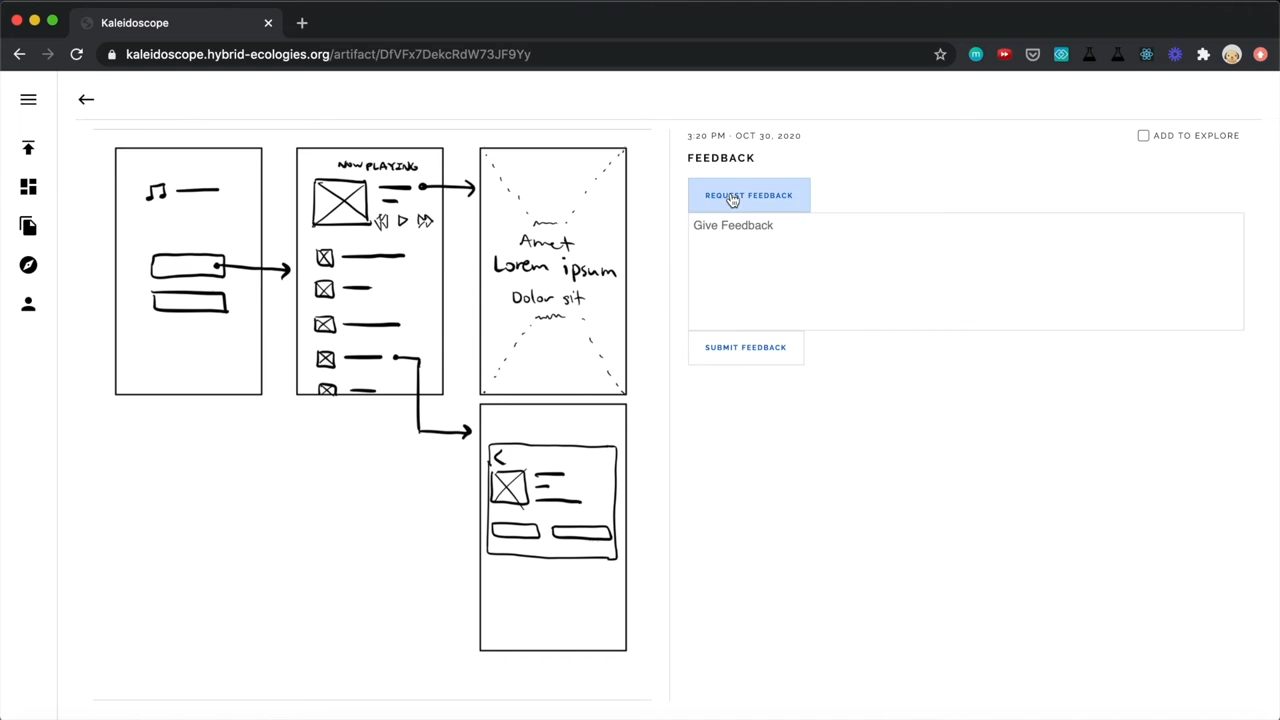 Kaleidoscope
kaleidoscope.hybrid-ecologies.org/artifact/DfVFx7DekcRdW73JF9Yy
3:20 PM · OCT 30, 2020
ADD TO EXPLORE
FEEDBACK
REQUEST FEEDBACK
Give Feedback
SUBMIT FEEDBACK
NOW PLAYING
Amet
Lorem ipsum
Dolor sit